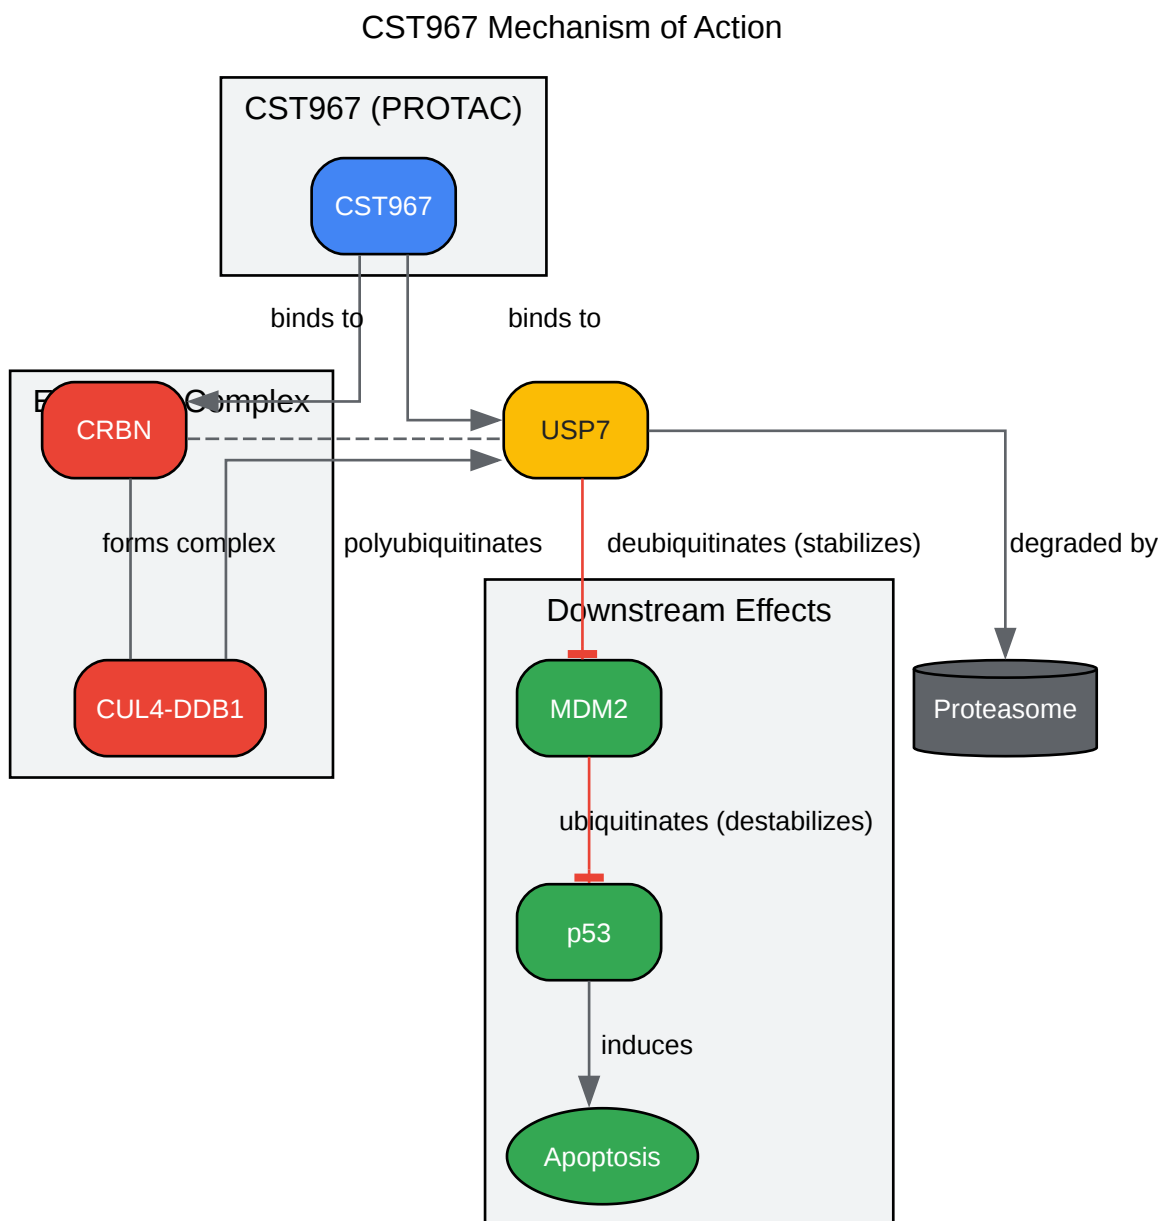 CST967 Mechanism of Action
CST967 (PROTAC)
CST967
binds to
binds to
Complex
CRBN
USP7
forms complex
polyubiquitinates
deubiquitinates (stabilizes)
degraded by
Downstream Effects
CUL4-DDB1
MDM2
Proteasome
ubiquitinates (destabilizes)
p53
induces
Apoptosis